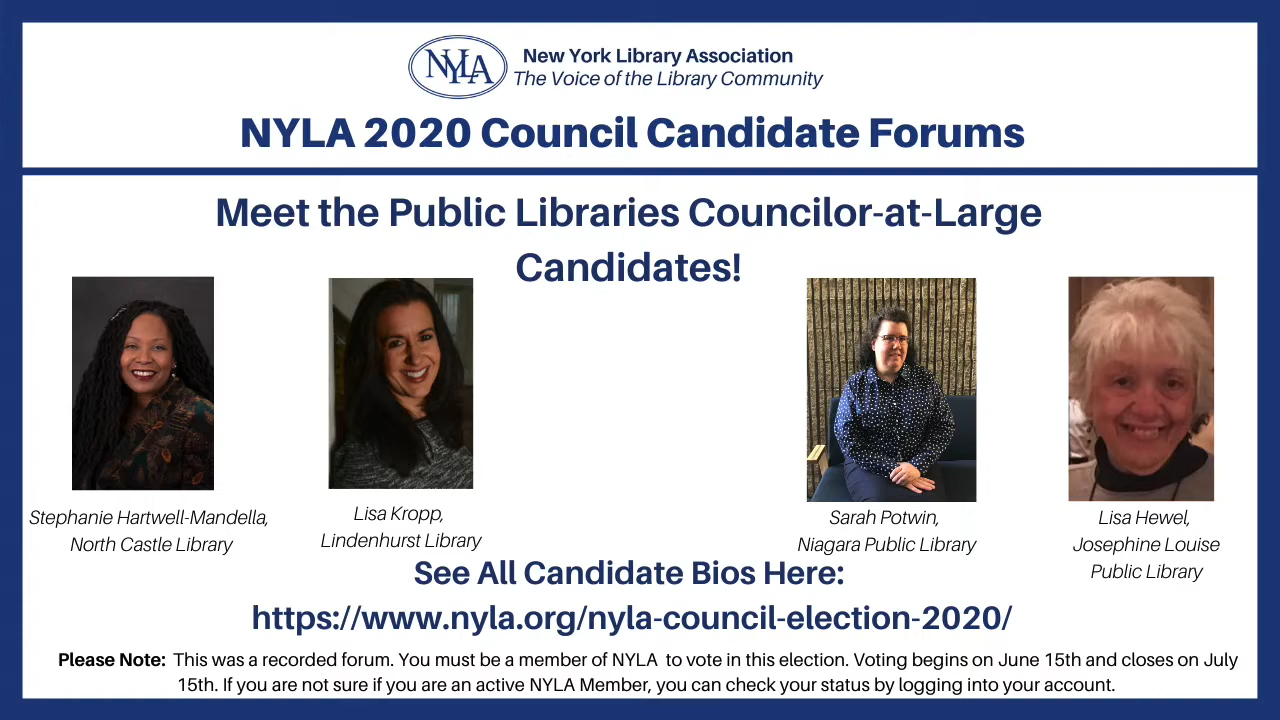 NYLA
New York Library Association
The Voice of the Library Community
NYLA 2020 Council Candidate Forums
Meet the Public Libraries Councilor-at-Large
Candidates!
Stephanie Hartwell-Mandella,
North Castle Library
Lisa Kropp,
Lindenhurst Library
Sarah Potwin,
Niagara Public Library
Lisa Hewel,
Josephine Louise
Public Library
See All Candidate Bios Here:
https://www.nyla.org/nyla-council-election-2020/
Please Note: This was a recorded forum. You must be a member of NYLA to vote in this election. Voting begins on June 15th and closes on July
15th. If you are not sure if you are an active NYLA Member, you can check your status by logging into your account.